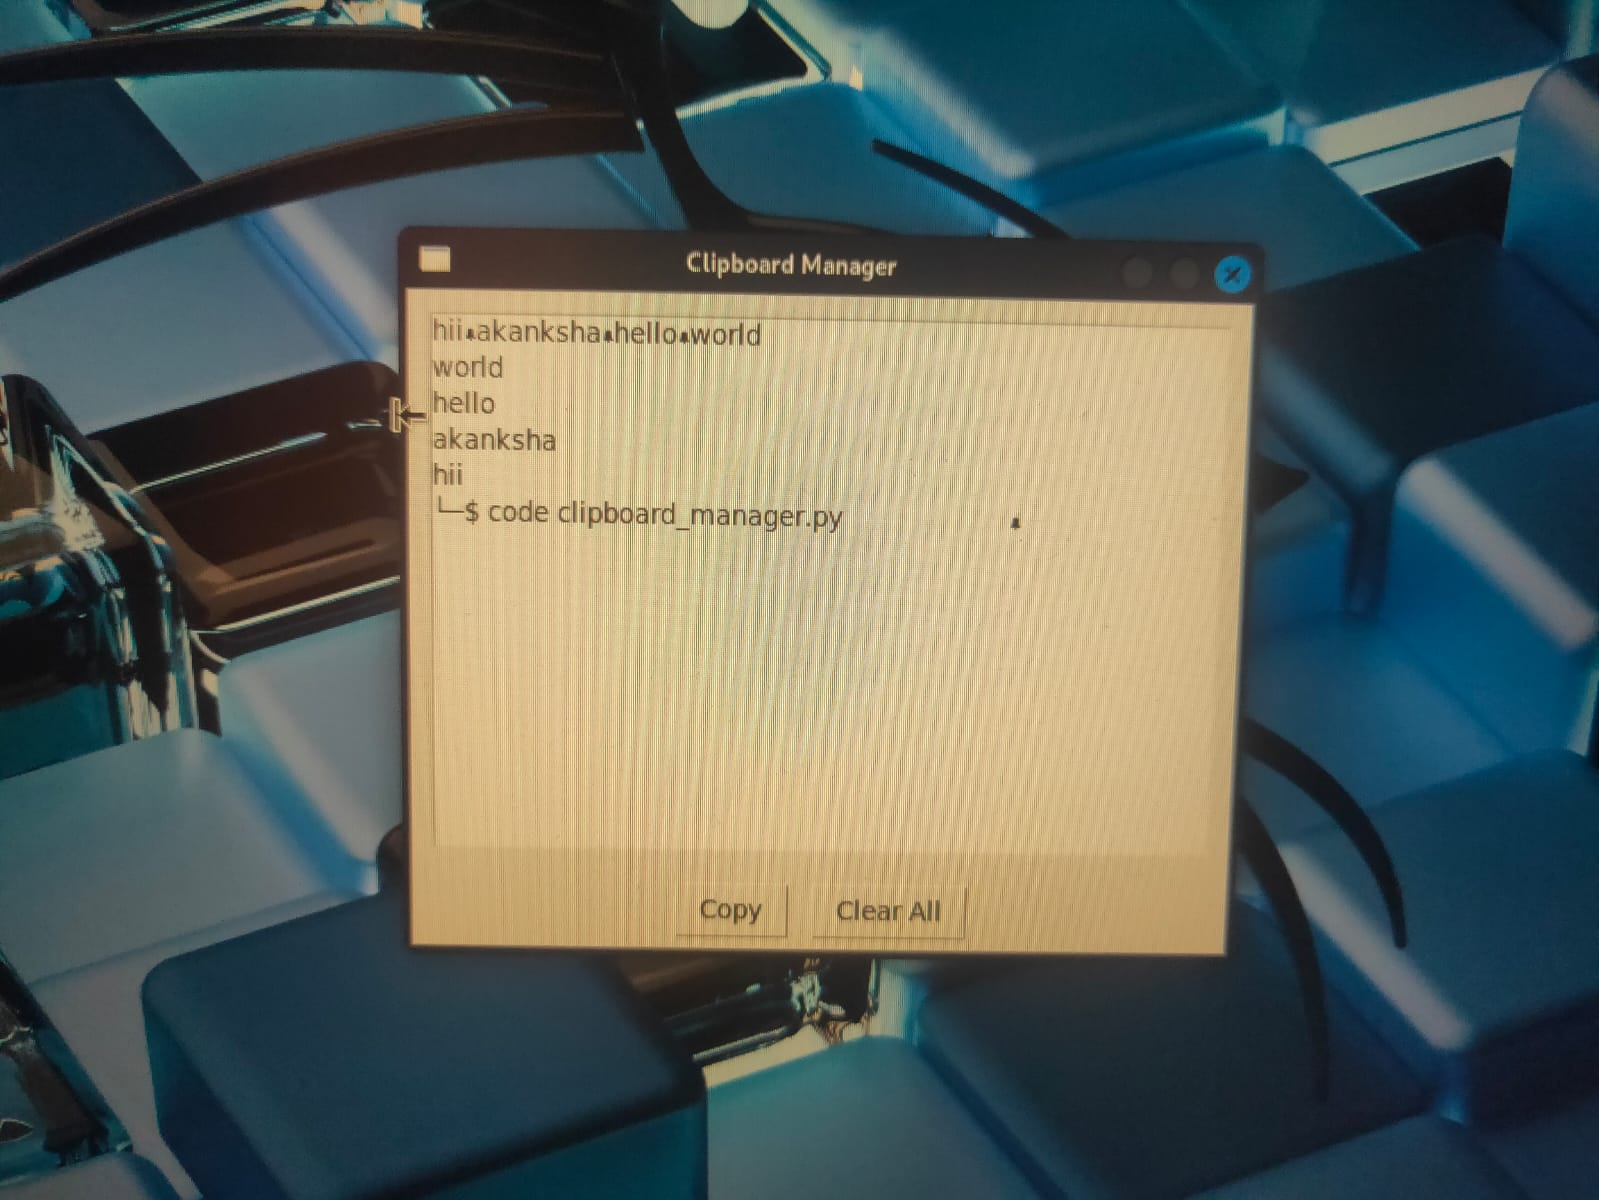 Clipboard Manager
hii▴akanksha▴hello▴world
world
hello
akanksha
hii
└─$ code clipboard_manager.py ▴
Copy
Clear All